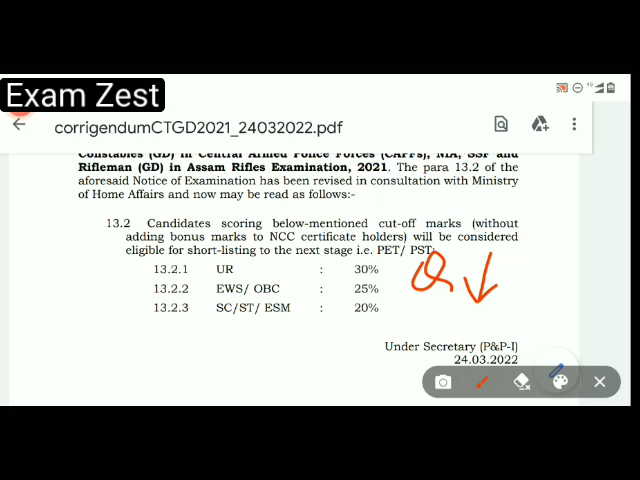 Exam Zest
corrigendumCTGD2021_24032022.pdf
Constables (GD) in Central Armed Police Forces (CAPFs), NIA, SSF and
Rifleman (GD) in Assam Rifles Examination, 2021. The para 13.2 of the
aforesaid Notice of Examination has been revised in consultation with Ministry
of Home Affairs and now may be read as follows:-
13.2 Candidates scoring below-mentioned cut-off marks (without
adding bonus marks to NCC certificate holders) will be considered
eligible for short-listing to the next stage i.e. PET/ PST:
13.2.1 UR : 30%
13.2.2 EWS/ OBC : 25%
13.2.3 SC/ST/ ESM : 20%
Under Secretary (P&P-I)
24.03.2022